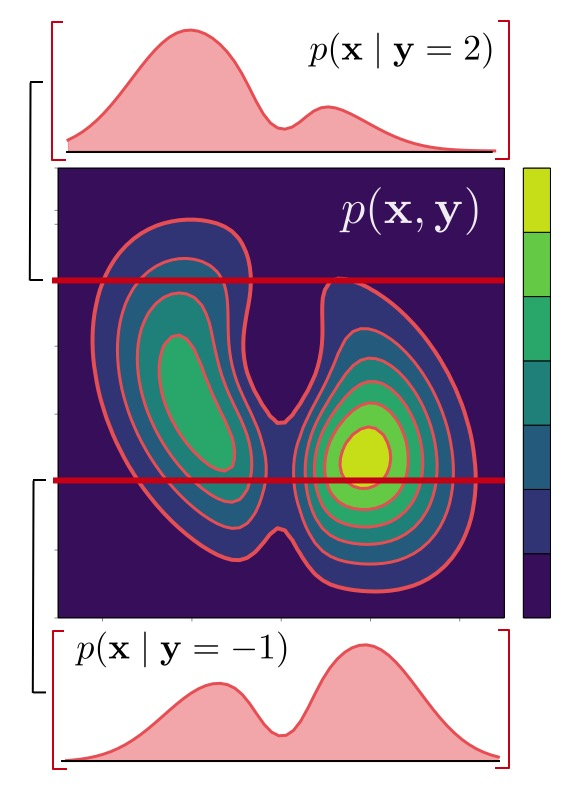 p(x | y = 2)
p(x, y)
p(x | y = −1)